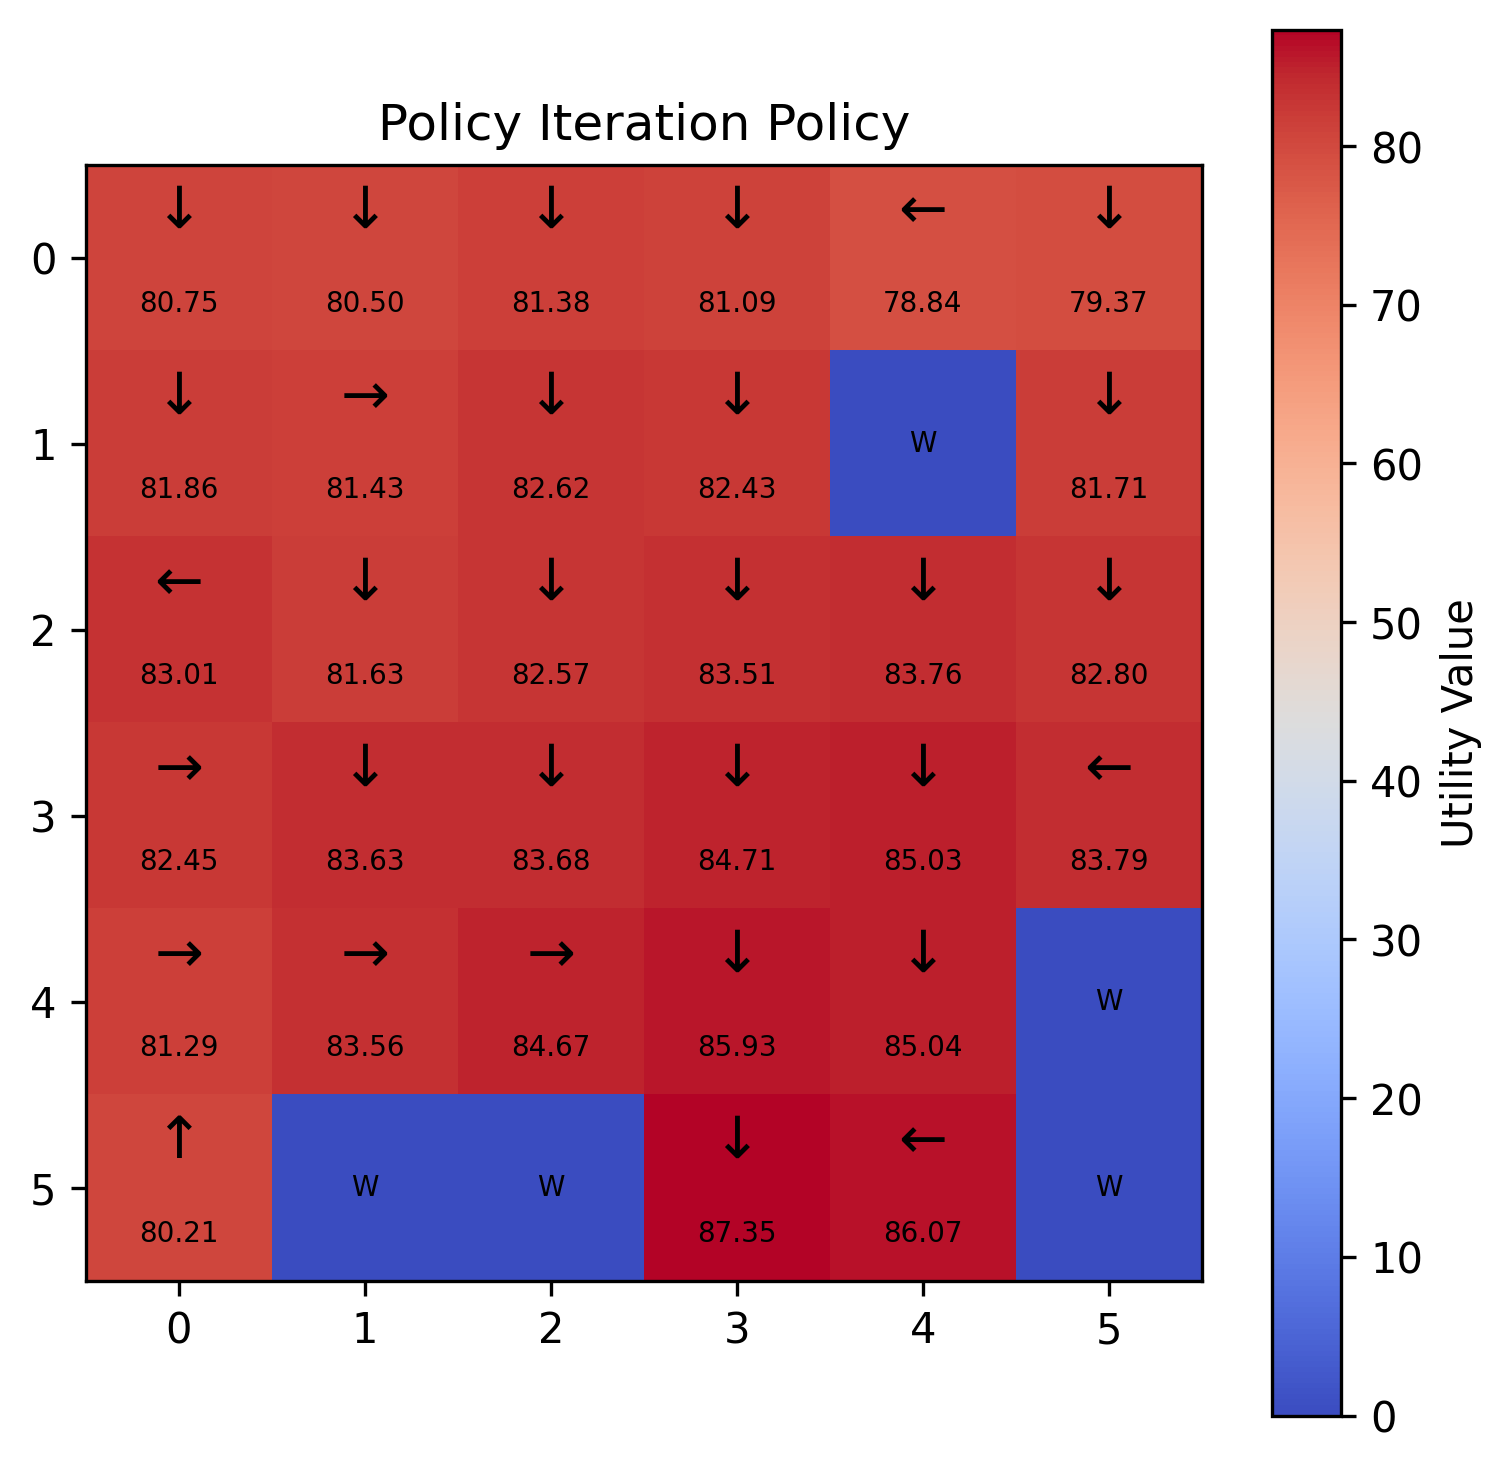 Policy Iteration Policy
↓ ↓ ↓ ↓ ← ↓
0
80.75 80.50 81.38 81.09 78.84 79.37
↓ → ↓ ↓ ↓
1 W
81.86 81.43 82.62 82.43 81.71
← ↓ ↓ ↓ ↓ ↓
2
83.01 81.63 82.57 83.51 83.76 82.80
→ ↓ ↓ ↓ ↓ ←
3
82.45 83.63 83.68 84.71 85.03 83.79
→ → → ↓ ↓
4 W
81.29 83.56 84.67 85.93 85.04
↑ ↓ ←
5 W W W
80.21 87.35 86.07
0 1 2 3 4 5
80
70
60
50
40
30
20
10
0
Utility Value